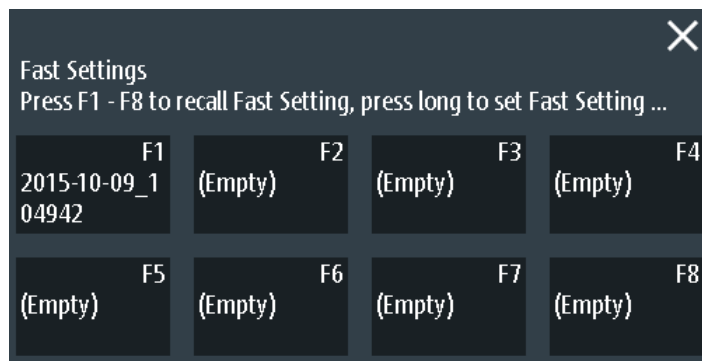 Fast Settings
Press F1 - F8 to recall Fast Setting, press long to set Fast Setting ...
F1
2015-10-09_1
04942
F2
(Empty)
F3
(Empty)
F4
(Empty)
F5
(Empty)
F6
(Empty)
F7
(Empty)
F8
(Empty)